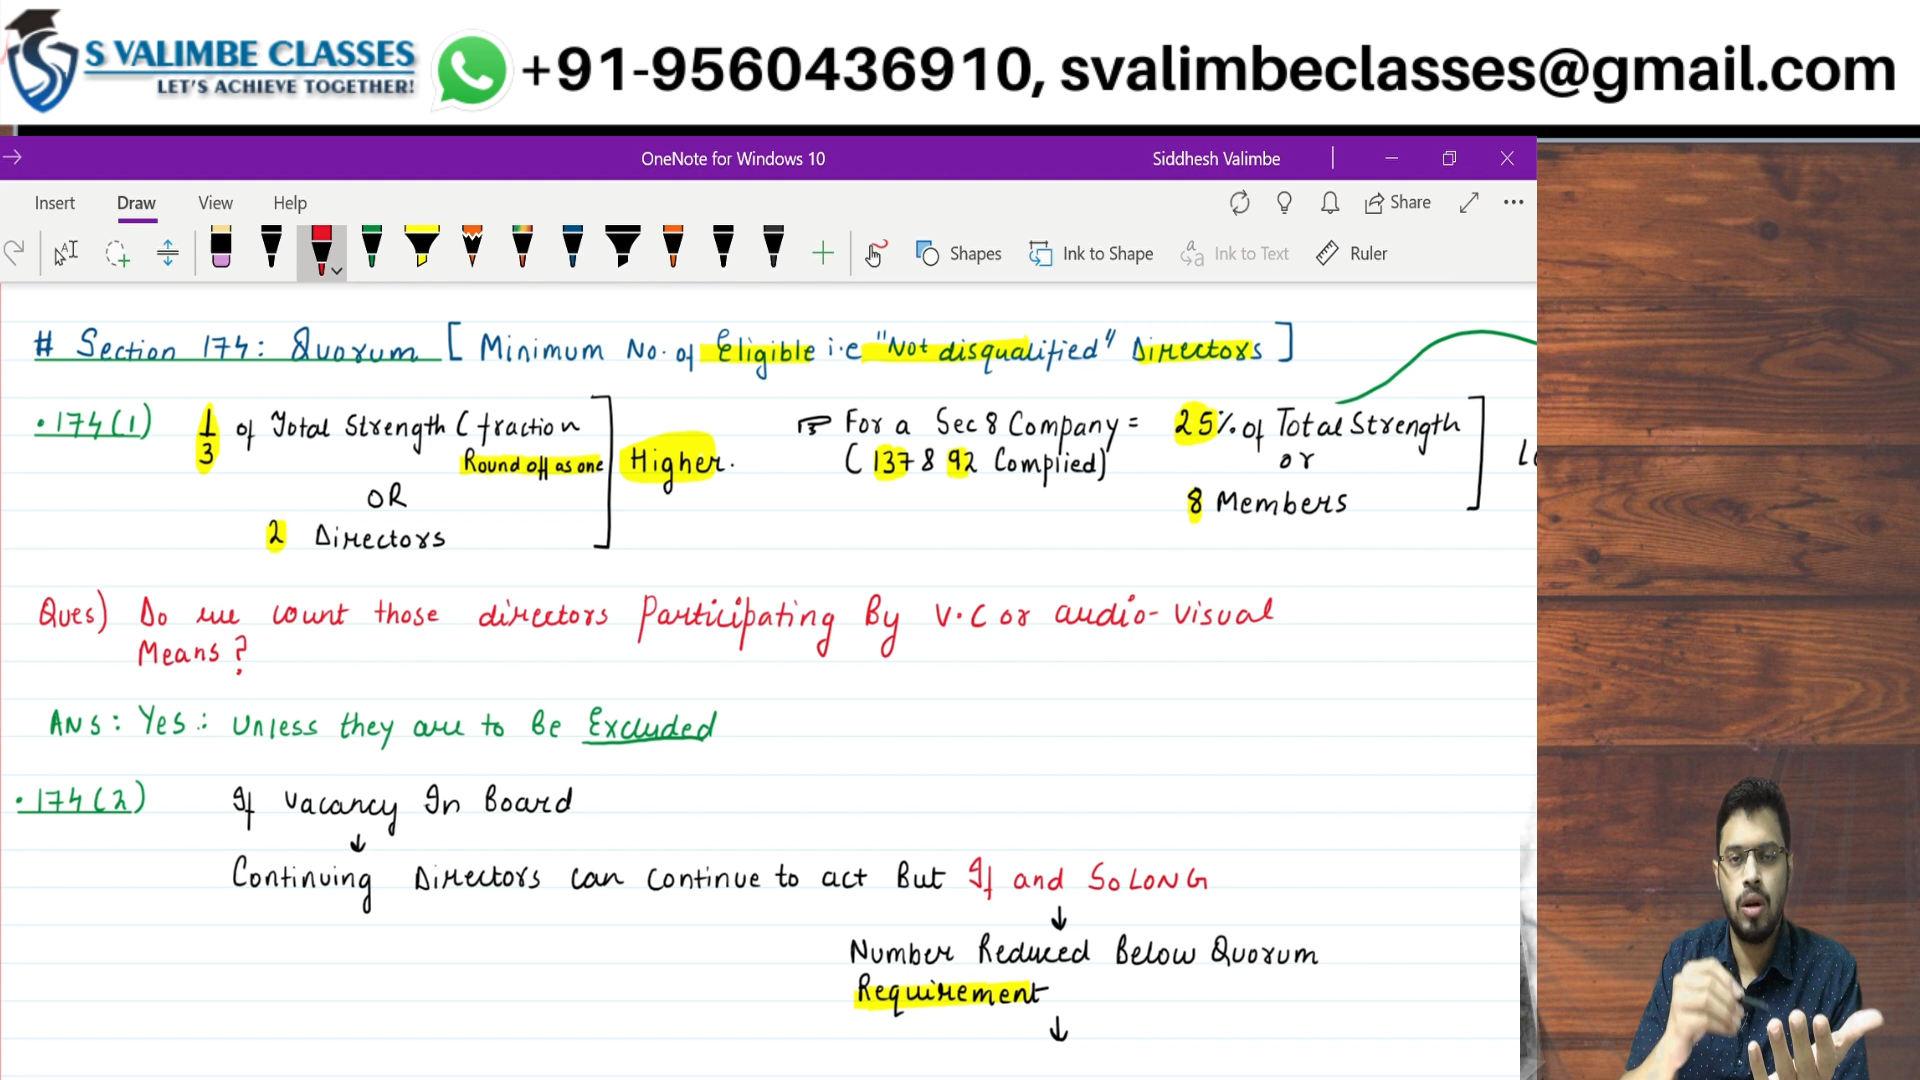 S VALIMBE CLASSES
LET'S ACHIEVE TOGETHER!
+91-9560436910, svalimbeclasses@gmail.com
OneNote for Windows 10
Siddhesh Valimbe
Insert Draw View Help
Share
Shapes
Ink to Shape
Ink to Text
Ruler
# Section 174: Quorum [ Minimum No. of Eligible i.e "Not disqualified" Directors ]
• 174(1) 1/3 of Total Strength (fraction
Round off as one
OR
2 Directors
Higher.
For a Sec 8 Company = 25% of Total Strength
(137 & 92 Complied) or
8 Members
Ques) Do we count those directors Participating By V.C or audio-visual
Means?
Ans: Yes: Unless they are to be Excluded
• 174(2) If vacancy In Board
↓
Continuing Directors can continue to act But If and SO LONG
↓
Number Reduced Below Quorum
Requirement
↓